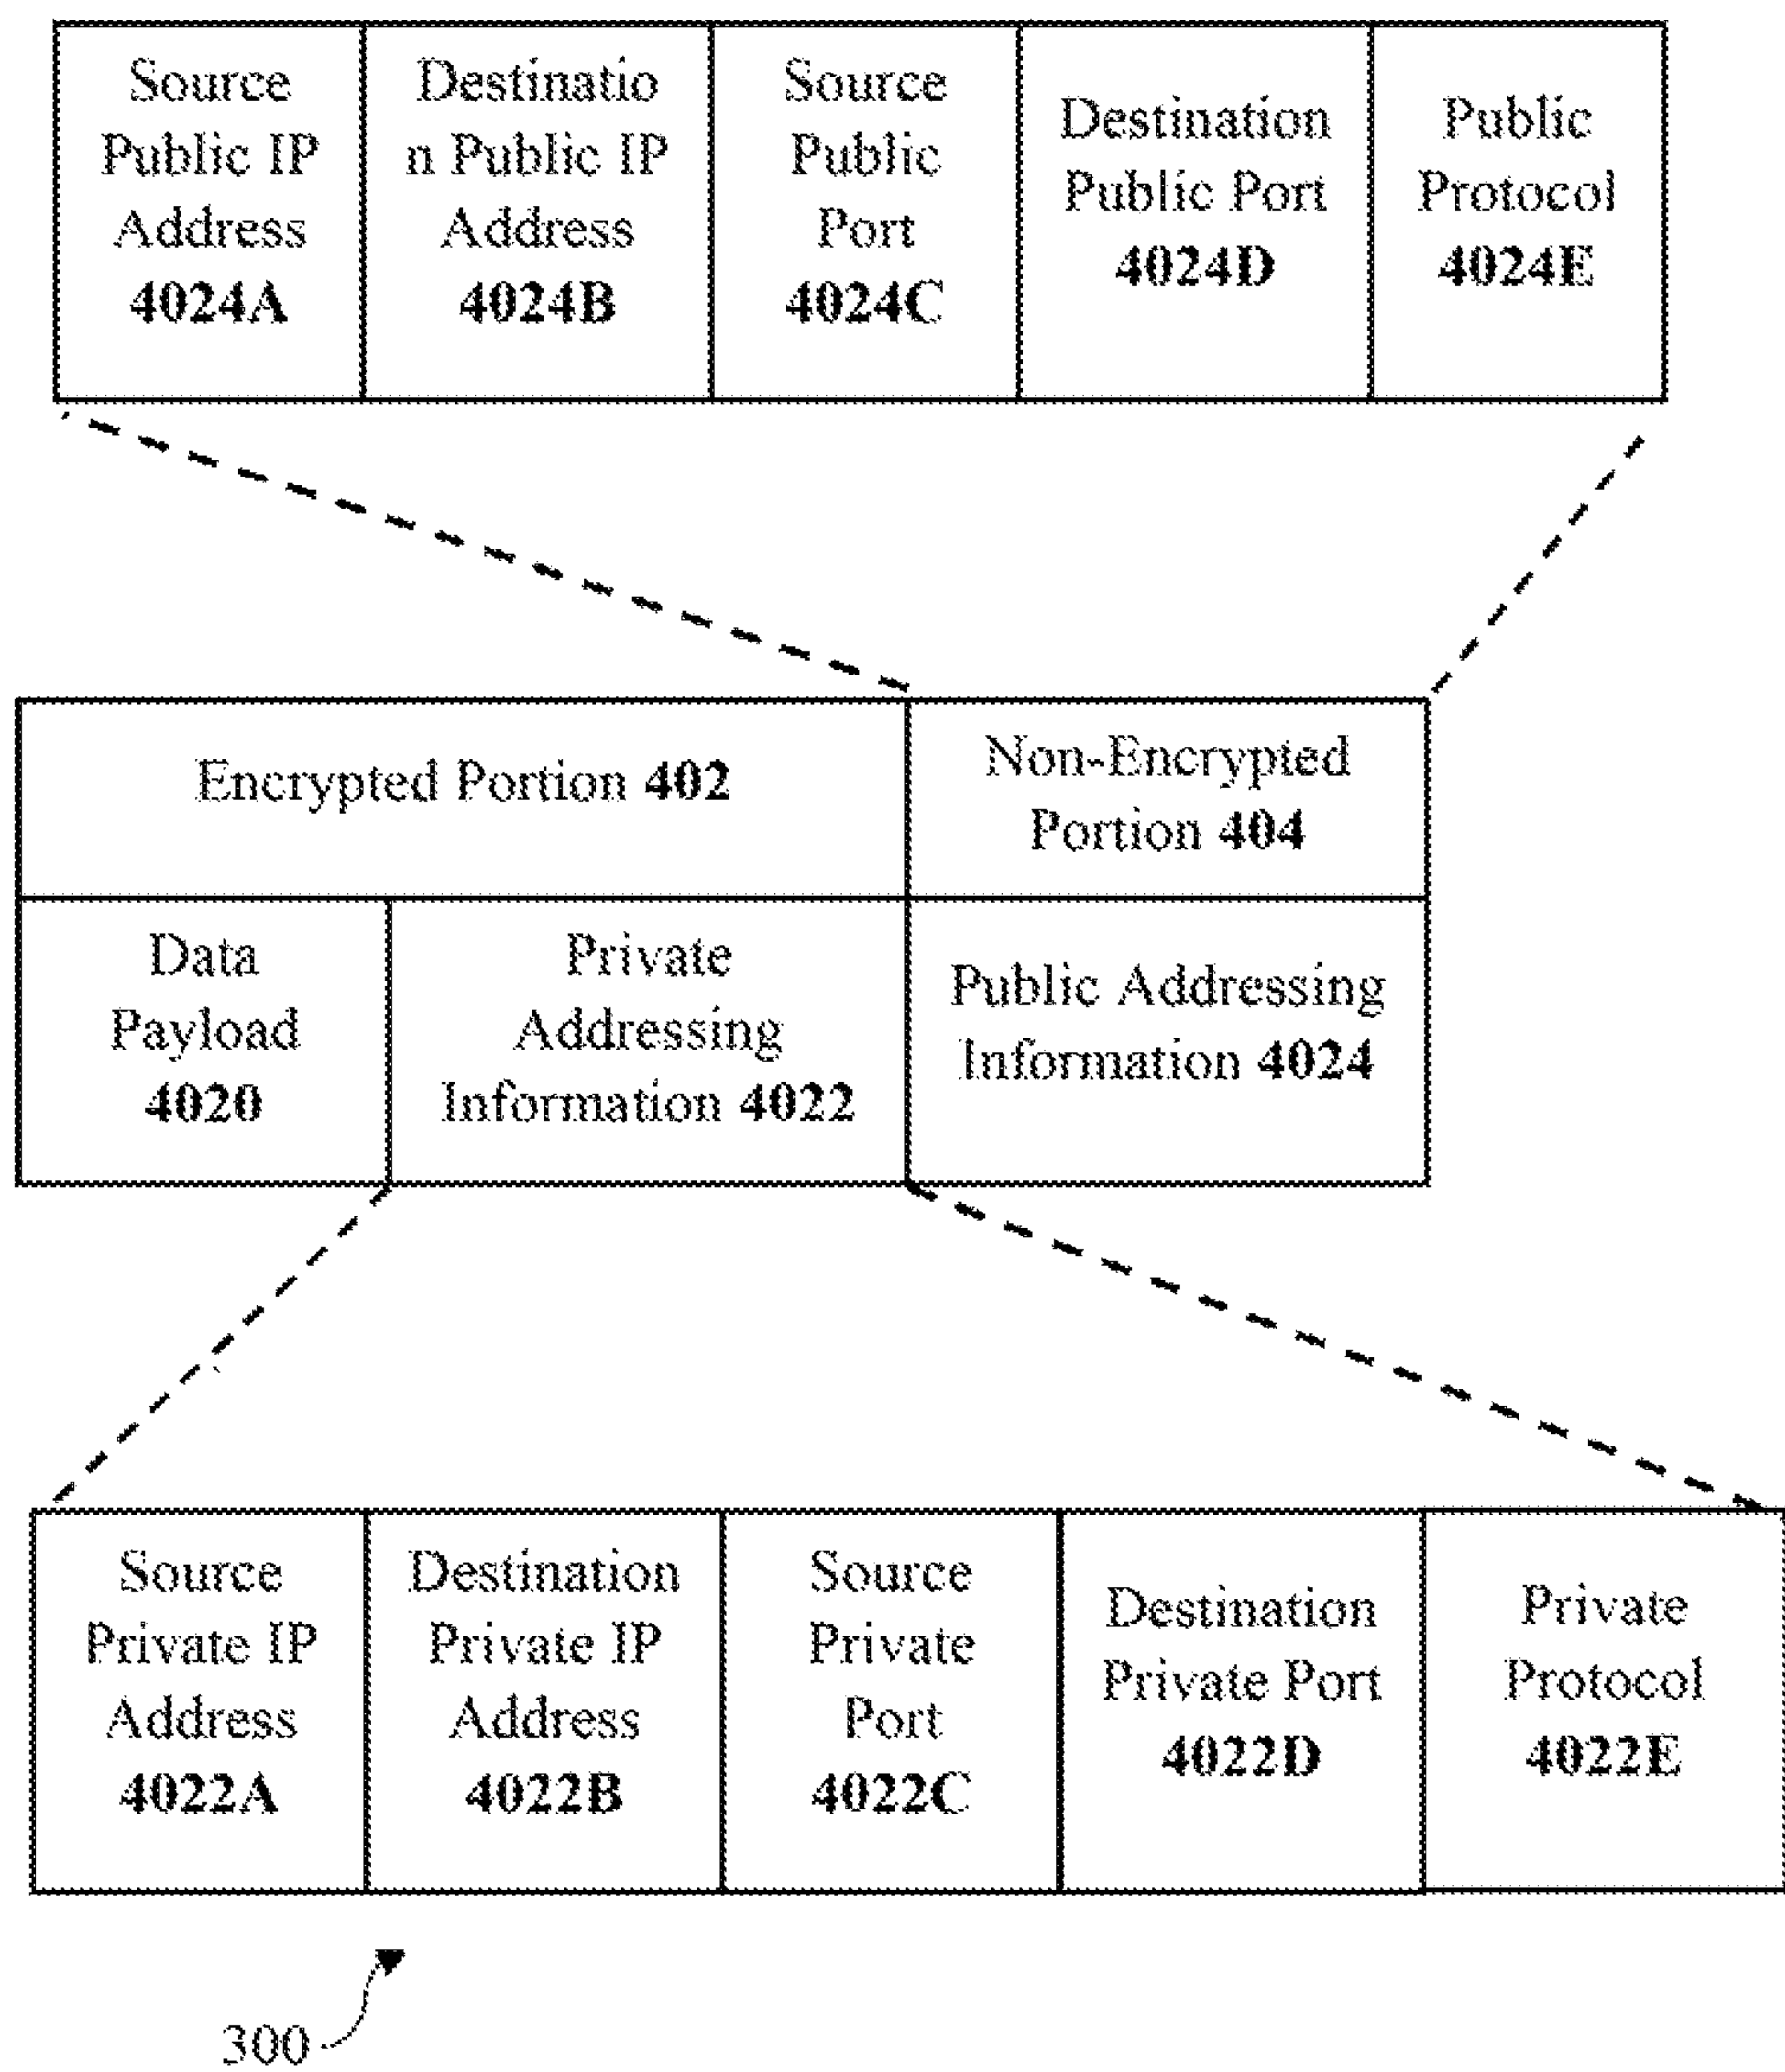 Source
Public IP
Address
4024A
Destinatio
n Public IP
Address
4024B
Source
Public
Port
4024C
Destination
Public Port
4024D
Public
Protocol
4024E
Encrypted Portion 402
Non-Encrypted
Portion 404
Data
Payload
4020
Private
Addressing
Information 4022
Public Addressing
Information 4024
Source
Private IP
Address
4022A
Destination
Private IP
Address
4022B
Source
Private
Port
4022C
Destination
Private Port
4022D
Private
Protocol
4022E
300